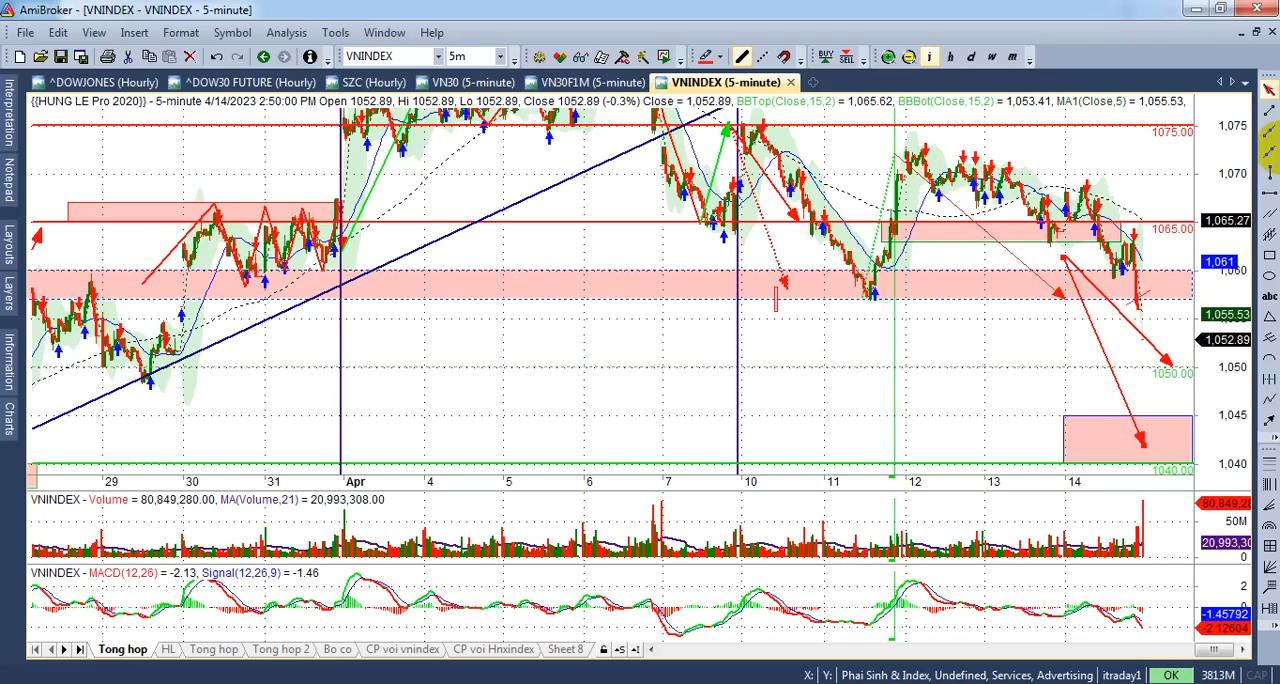 AmiBroker - [VNINDEX - VNINDEX - 5-minute]
File Edit View Insert Format Symbol Analysis Tools Window Help
VNINDEX 5m BUY SELL i h d w m
^DOWJONES (Hourly) ^DOW30 FUTURE (Hourly) SZC (Hourly) VN30 (5-minute) VN30F1M (5-minute) VNINDEX (5-minute)
{{HUNG LE Pro 2020}} - 5-minute 4/14/2023 2:50:00 PM Open 1052.89, Hi 1052.89, Lo 1052.89, Close 1052.89 (-0.3%) Close = 1,052.89, BBTop(Close,15,2) = 1,065.62, BBBot(Close,15,2) = 1,053.41, MA1(Close,5) = 1,055.53,
Interpretation
Notepad
Layouts
Layers
Information
Charts
abc
1075.00
1065.00
1050.00
1040.00
1,075
1,070
1,065.27
1,061
1,060
1,055.53
1,052.89
1,050
1,045
1,040
29 30 31 Apr 4 5 6 7 10 11 12 13 14
VNINDEX - Volume = 80,849,280.00, MA(Volume,21) = 20,993,308.00
80,849,28
50M
20,993,30
0
VNINDEX - MACD(12,26) = -2.13, Signal(12,26,9) = -1.46
2
0
-1.45792
-2.12604
Tong hop HL Tong hop Tong hop 2 Bo co CP voi vnindex CP voi Hnxindex Sheet 8
X: Y: Phai Sinh & Index, Undefined, Services, Advertising itraday1 OK 3813M CAP